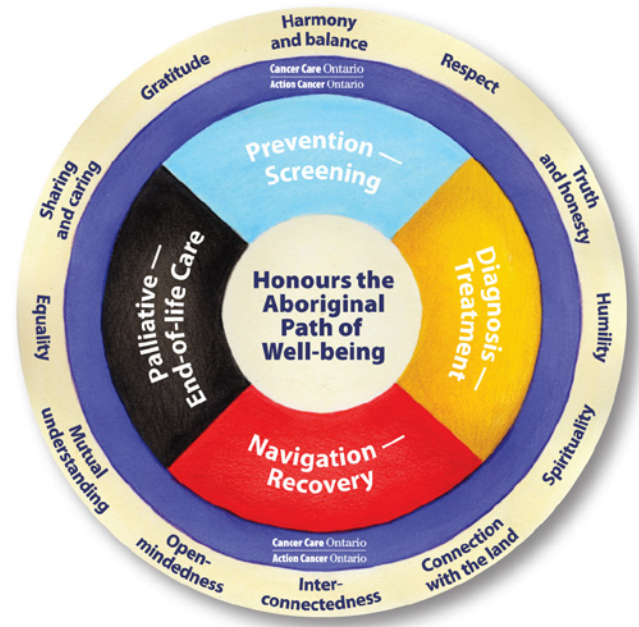 Harmony
and balance
Respect
Truth
and honesty
Humility
Spirituality
Connection
with the land
Inter-
connectedness
Open-
mindedness
Mutual
understanding
Equality
Sharing
and caring
Gratitude
Cancer Care Ontario
Action Cancer Ontario
Prevention —
Screening
Diagnosis —
Treatment
Navigation —
Recovery
Palliative —
End-of-life Care
Honours the
Aboriginal
Path of
Well-being
Cancer Care Ontario
Action Cancer Ontario